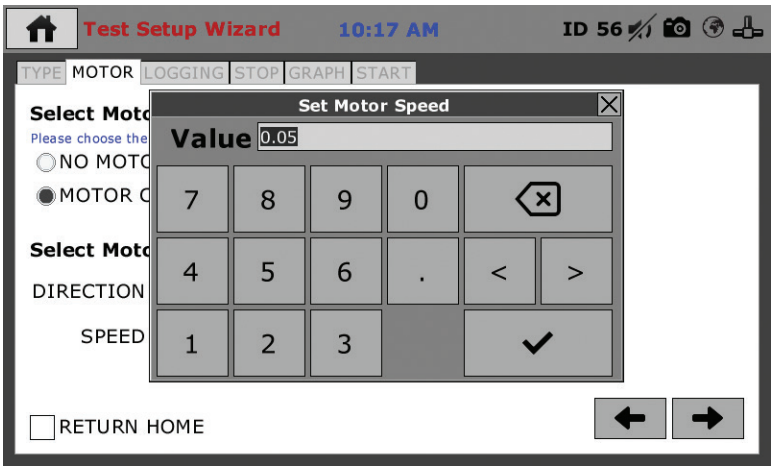 Test Setup Wizard 10:17 AM ID 56
TYPE MOTOR LOGGING STOP GRAPH START
Set Motor Speed
Select Moto
Value 0.05
Please choose the
NO MOTO
MOTOR C
7 8 9 0
Select Moto
4 5 6 . < >
DIRECTION
SPEED
1 2 3
RETURN HOME